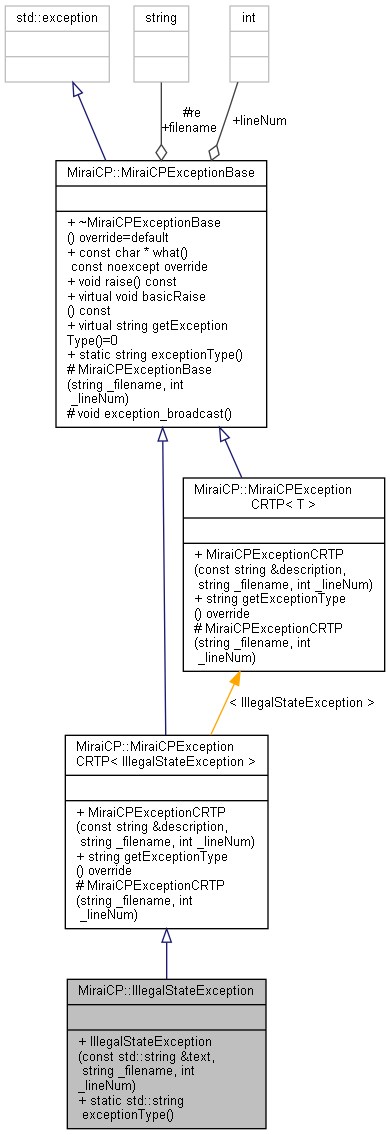 std::exception
string
int
#re
+filename
+lineNum
MiraiCP::MiraiCPExceptionBase
+ ~MiraiCPExceptionBase
() override=default
+ const char * what()
const noexcept override
+ void raise() const
+ virtual void basicRaise
() const
+ virtual string getException
Type()=0
+ static string exceptionType()
# MiraiCPExceptionBase
(string _filename, int
_lineNum)
# void exception_broadcast()
MiraiCP::MiraiCPException
CRTP< T >
+ MiraiCPExceptionCRTP
(const string &description,
string _filename, int _lineNum)
+ string getExceptionType
() override
# MiraiCPExceptionCRTP
(string _filename, int
_lineNum)
< IllegalStateException >
MiraiCP::MiraiCPException
CRTP< IllegalStateException >
+ MiraiCPExceptionCRTP
(const string &description,
string _filename, int _lineNum)
+ string getExceptionType
() override
# MiraiCPExceptionCRTP
(string _filename, int
_lineNum)
MiraiCP::IllegalStateException
+ IllegalStateException
(const std::string &text,
string _filename, int
_lineNum)
+ static std::string
exceptionType()